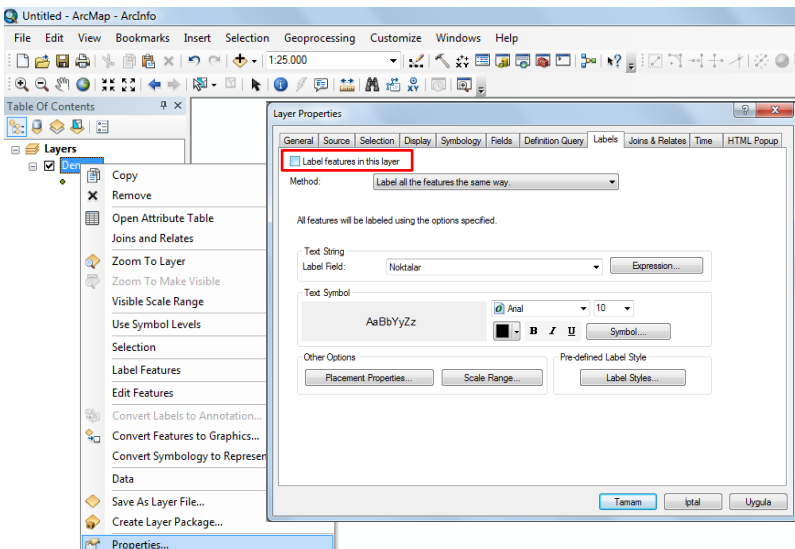 Untitled - ArcMap - ArcInfo
File Edit View Bookmarks Insert Selection Geoprocessing Customize Windows Help
1:25.000
Table Of Contents
Layers
Copy
Remove
Open Attribute Table
Joins and Relates
Zoom To Layer
Zoom To Make Visible
Visible Scale Range
Use Symbol Levels
Selection
Label Features
Edit Features
Convert Labels to Annotation...
Convert Features to Graphics...
Convert Symbology to Represen
Data
Save As Layer File...
Create Layer Package...
Properties...
Layer Properties
General Source Selection Display Symbology Fields Definition Query Labels Joins & Relates Time HTML Popup
Label features in this layer
Method: Label all the features the same way.
All features will be labeled using the options specified.
Text String
Label Field: Noktalar Expression...
Text Symbol
AaBbYyZz
Arial 10
B I U Symbol...
Other Options
Placement Properties... Scale Range...
Pre-defined Label Style
Label Styles...
Tamam İptal Uygula